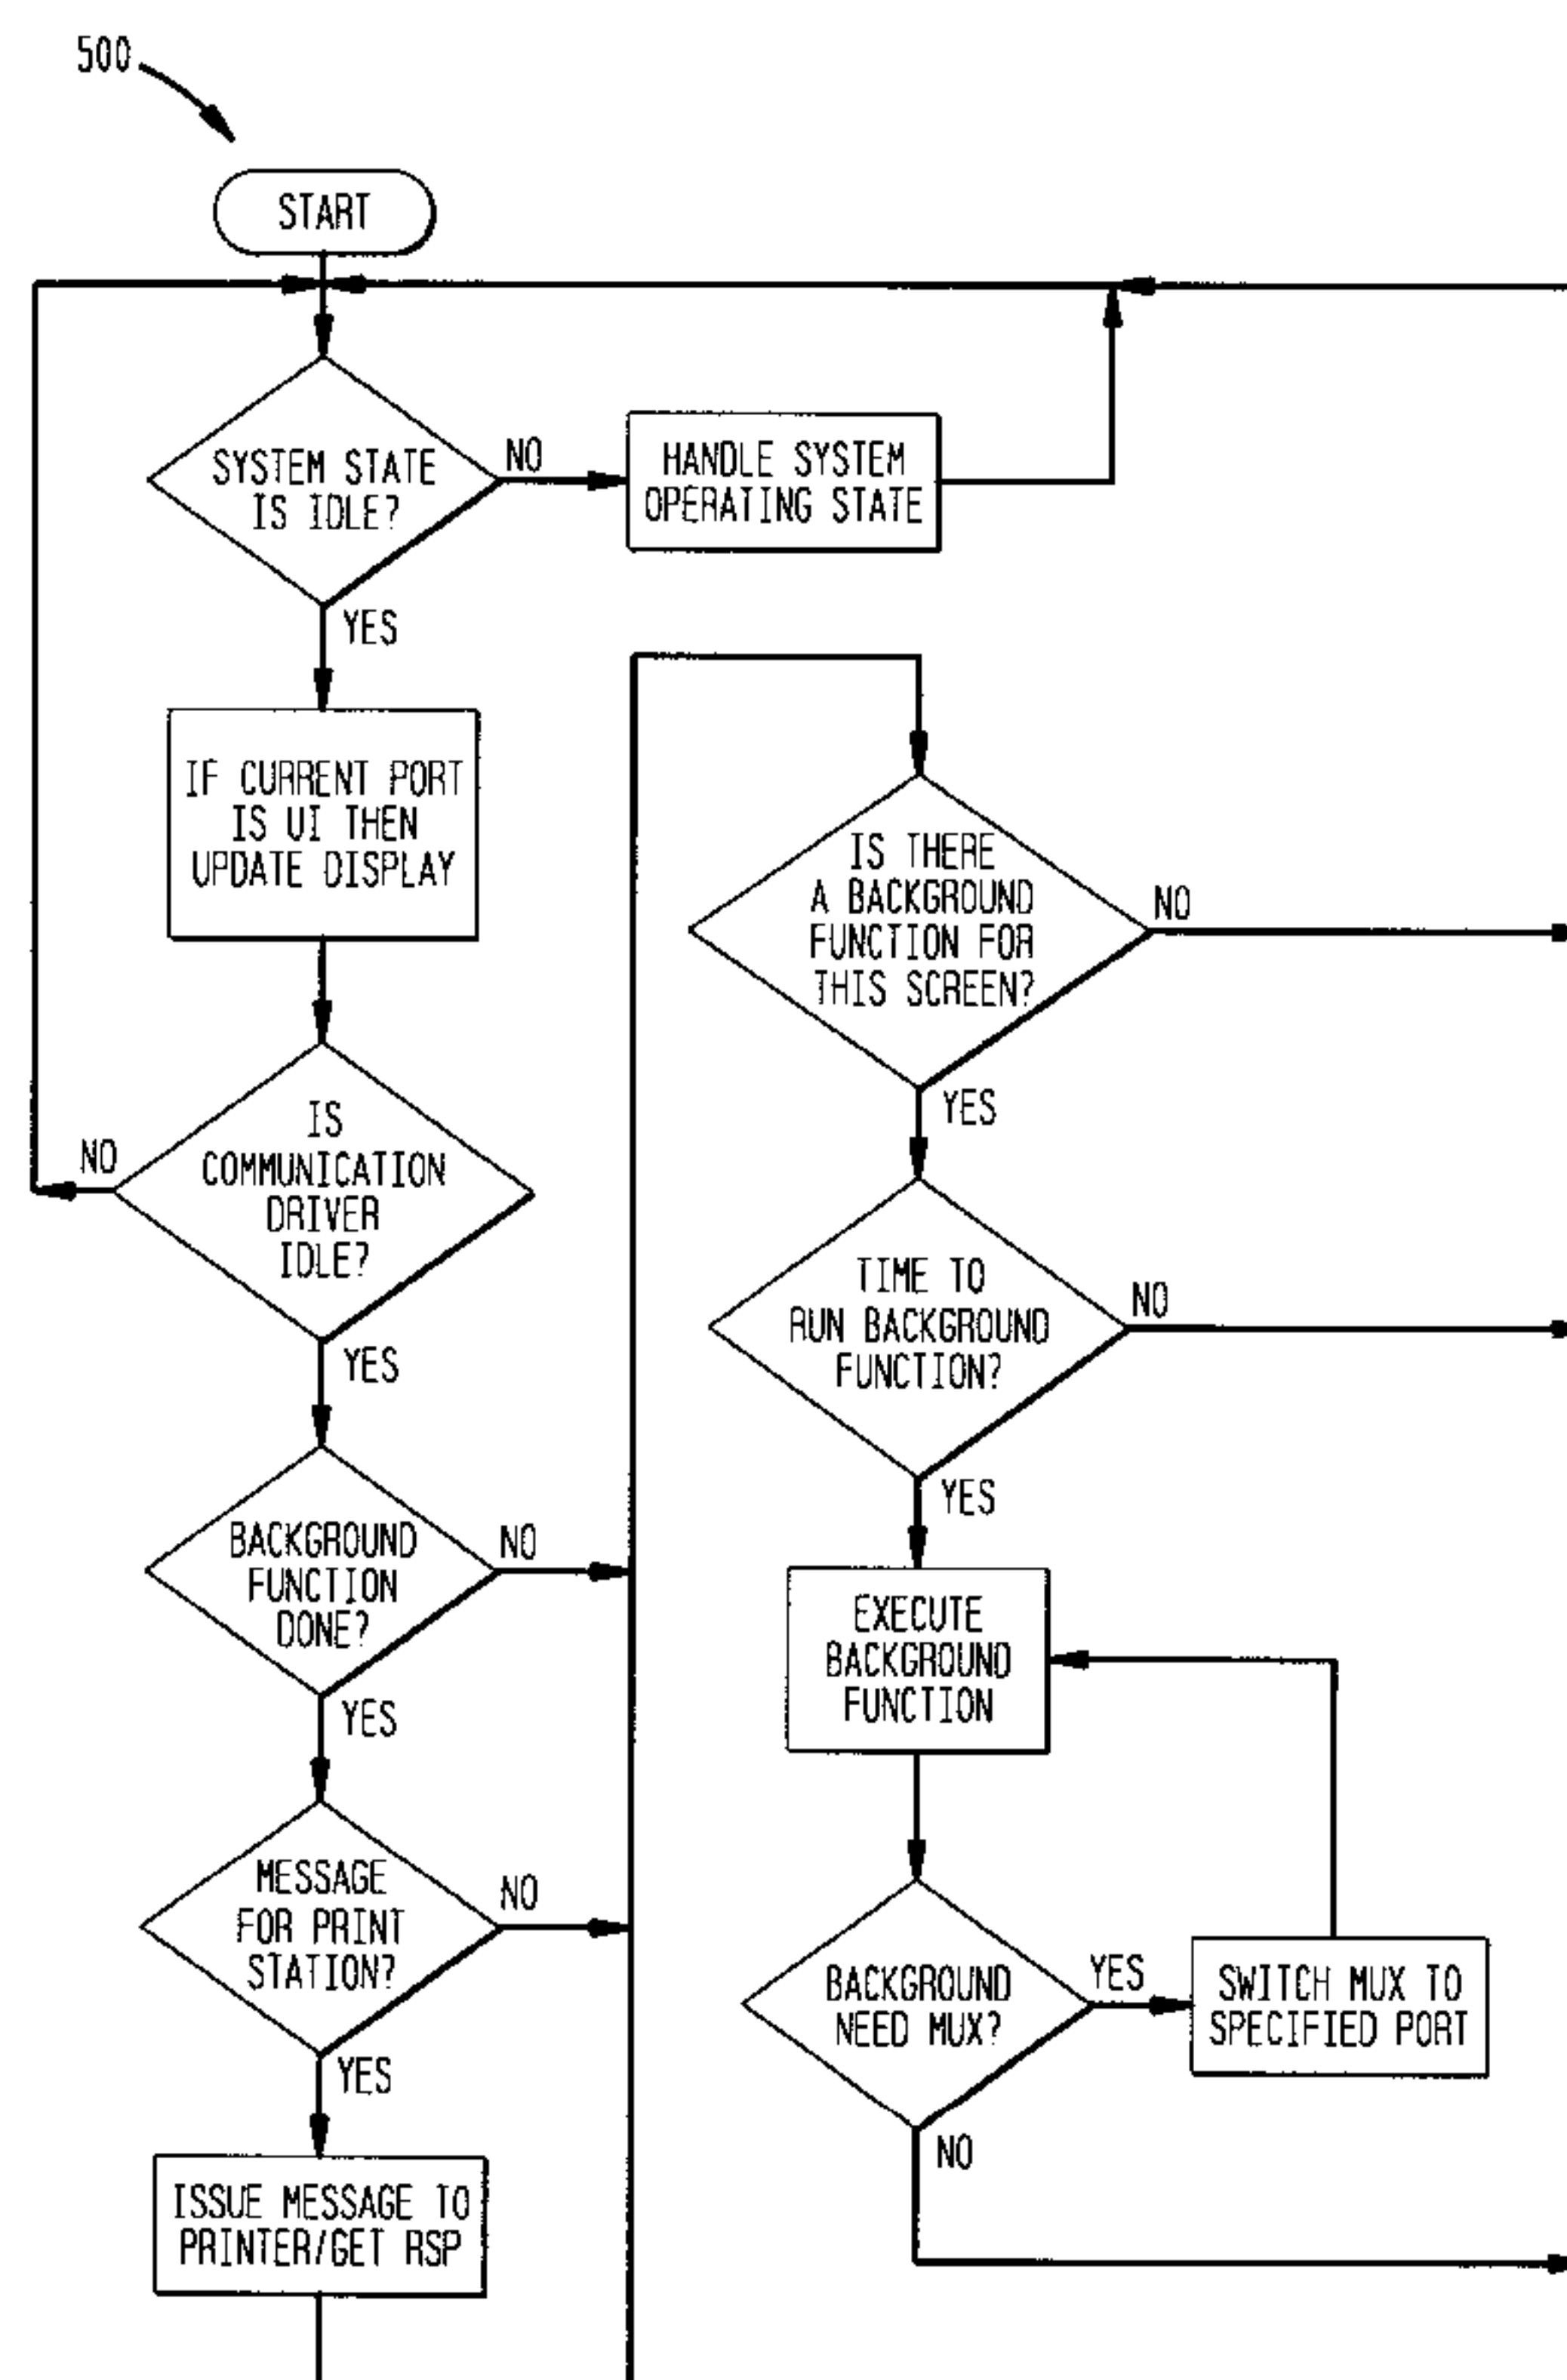 500
START
SYSTEM STATE
IS IDLE?
NO
HANDLE SYSTEM
OPERATING STATE
YES
IF CURRENT PORT
IS UI THEN
UPDATE DISPLAY
IS
COMMUNICATION
DRIVER
IDLE?
NO
YES
BACKGROUND
FUNCTION
DONE?
NO
YES
MESSAGE
FOR PRINT
STATION?
NO
YES
ISSUE MESSAGE TO
PRINTER/GET RSP
IS THERE
A BACKGROUND
FUNCTION FOR
THIS SCREEN?
NO
YES
TIME TO
RUN BACKGROUND
FUNCTION?
NO
YES
EXECUTE
BACKGROUND
FUNCTION
BACKGROUND
NEED MUX?
YES
SWITCH MUX TO
SPECIFIED PORT
NO